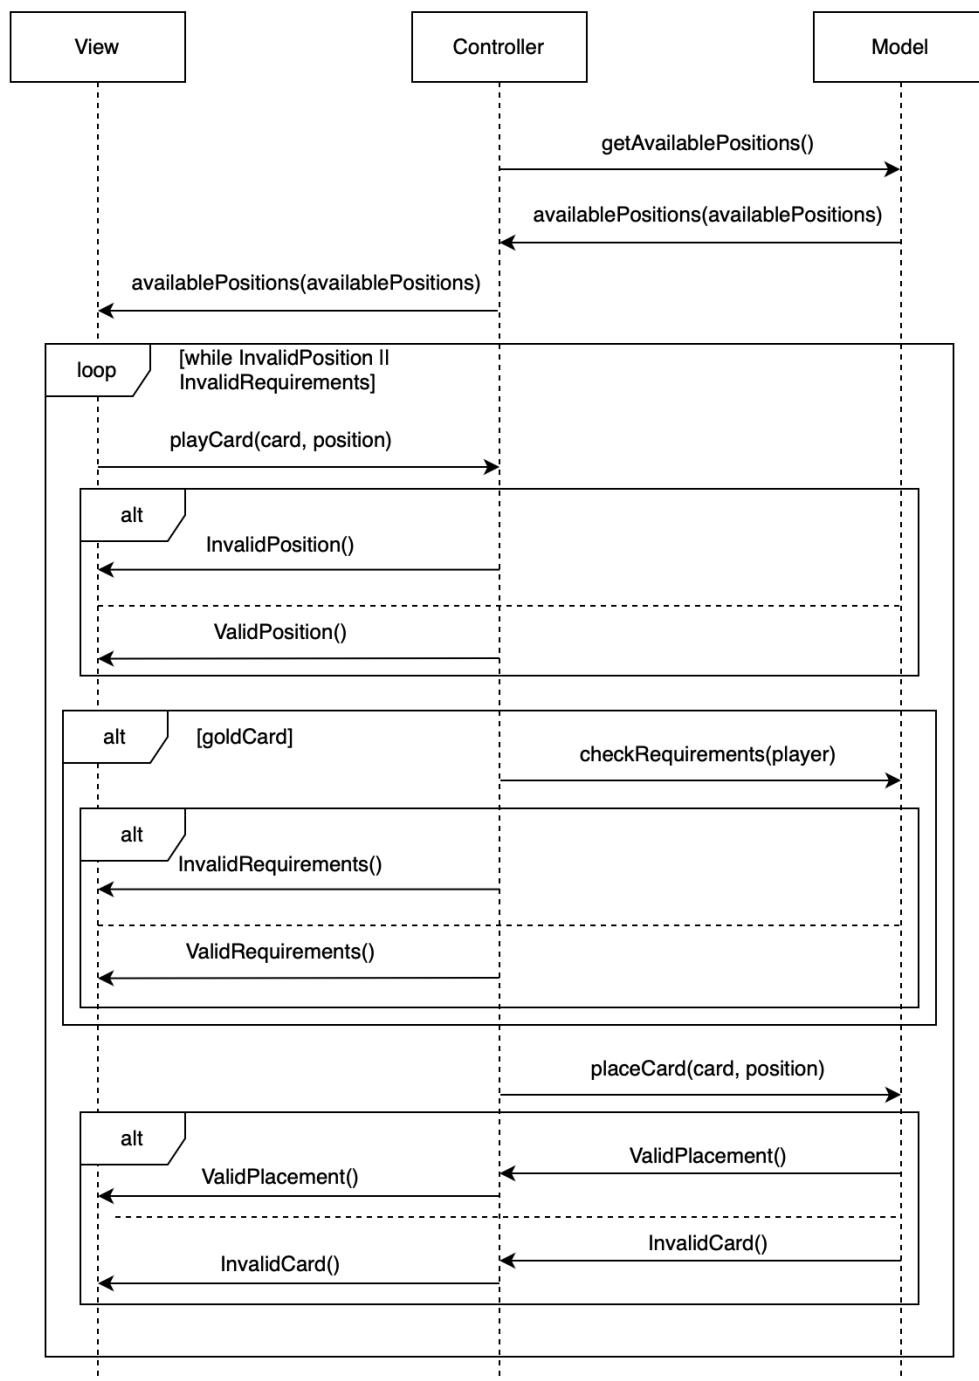 View
Controller
Model
getAvailablePositions()
availablePositions(availablePositions)
availablePositions(availablePositions)
loop
[while InvalidPosition ||
InvalidRequirements]
playCard(card, position)
alt
InvalidPosition()
ValidPosition()
alt
[goldCard]
checkRequirements(player)
alt
InvalidRequirements()
ValidRequirements()
placeCard(card, position)
alt
ValidPlacement()
ValidPlacement()
InvalidCard()
InvalidCard()